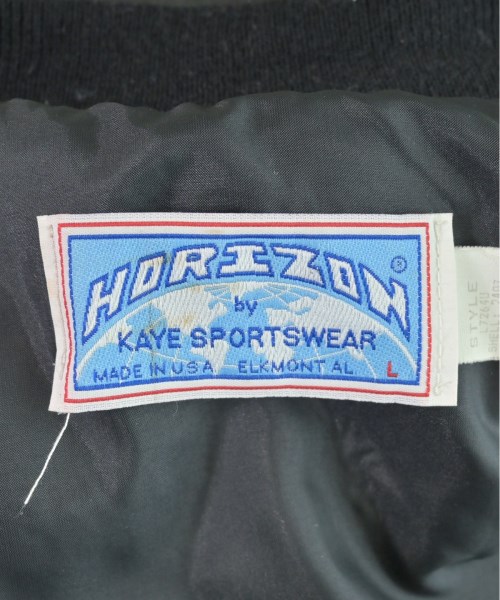 HORIZON ®
by
KAYE SPORTSWEAR
MADE IN USA ELKMONT AL L
STYLE